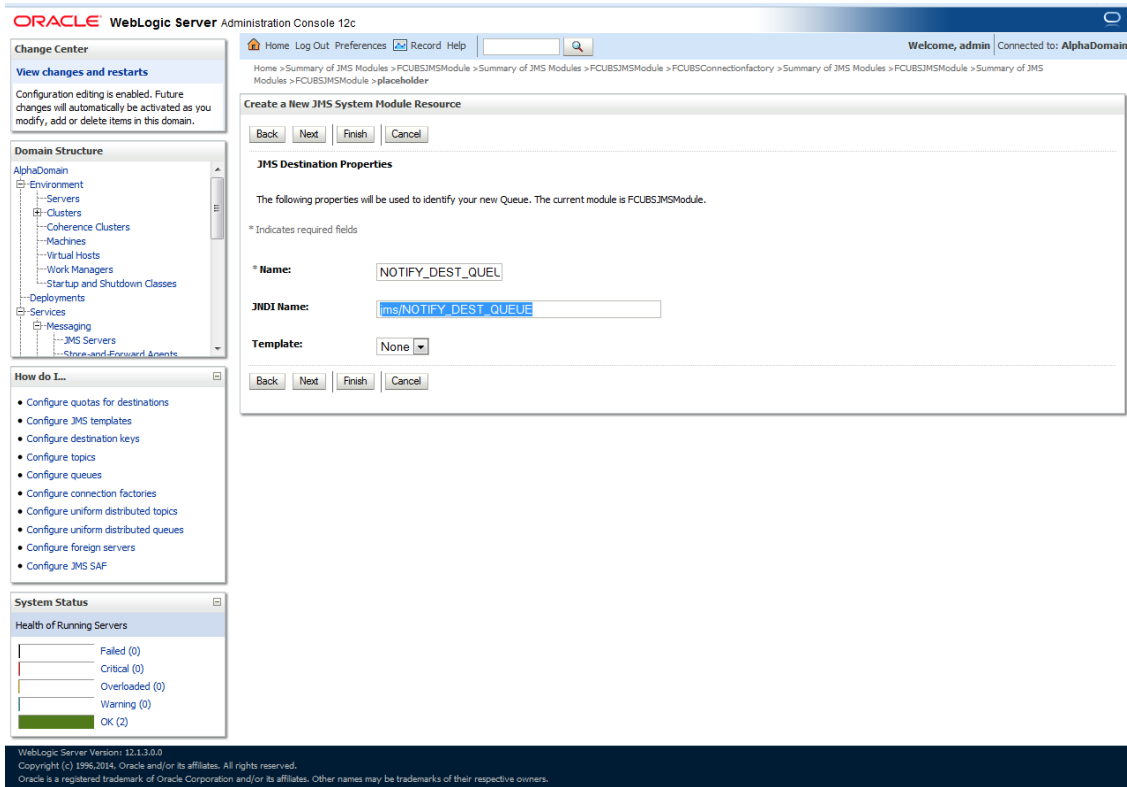 ORACLE WebLogic Server Administration Console 12c
Change Center
View changes and restarts
Configuration editing is enabled. Future
changes will automatically be activated as you
modify, add or delete items in this domain.
Domain Structure
AlphaDomain
Environment
Servers
Clusters
Coherence Clusters
Machines
Virtual Hosts
Work Managers
Startup and Shutdown Classes
Deployments
Services
Messaging
JMS Servers
Store-and-Forward Agents
How do I...
Configure quotas for destinations
Configure JMS templates
Configure destination keys
Configure topics
Configure queues
Configure connection factories
Configure uniform distributed topics
Configure uniform distributed queues
Configure foreign servers
Configure JMS SAF
System Status
Health of Running Servers
Failed (0)
Critical (0)
Overloaded (0)
Warning (0)
OK (2)
Home Log Out Preferences Record Help
Welcome, admin Connected to: AlphaDomain
Home >Summary of JMS Modules >FCUBSJMSModule >Summary of JMS Modules >FCUBSJMSModule >FCUBSConnectionfactory >Summary of JMS Modules >FCUBSJMSModule >Summary of JMS
Modules >FCUBSJMSModule >placeholder
Create a New JMS System Module Resource
Back Next Finish Cancel
JMS Destination Properties
The following properties will be used to identify your new Queue. The current module is FCUBSJMSModule.
* Indicates required fields
* Name: NOTIFY_DEST_QUEU
JNDI Name: jms/NOTIFY_DEST_QUEUE
Template: None
Back Next Finish Cancel
WebLogic Server Version: 12.1.3.0.0
Copyright (c) 1996,2014, Oracle and/or its affiliates. All rights reserved.
Oracle is a registered trademark of Oracle Corporation and/or its affiliates. Other names may be trademarks of their respective owners.